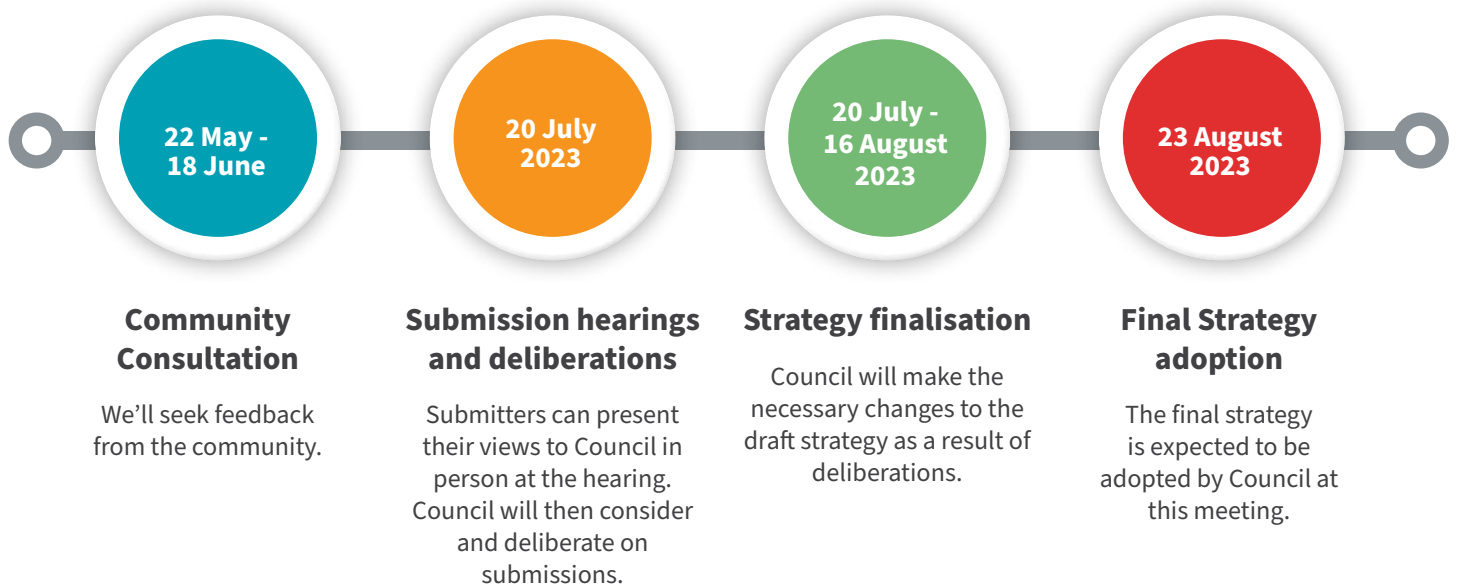 22 May -
18 June
20 July
2023
20 July -
16 August
2023
23 August
2023
Community
Consultation
We’ll seek feedback
from the community.
Submission hearings
and deliberations
Submitters can present
their views to Council in
person at the hearing.
Council will then consider
and deliberate on
submissions.
Strategy finalisation
Council will make the
necessary changes to the
draft strategy as a result of
deliberations.
Final Strategy
adoption
The final strategy
is expected to be
adopted by Council at
this meeting.